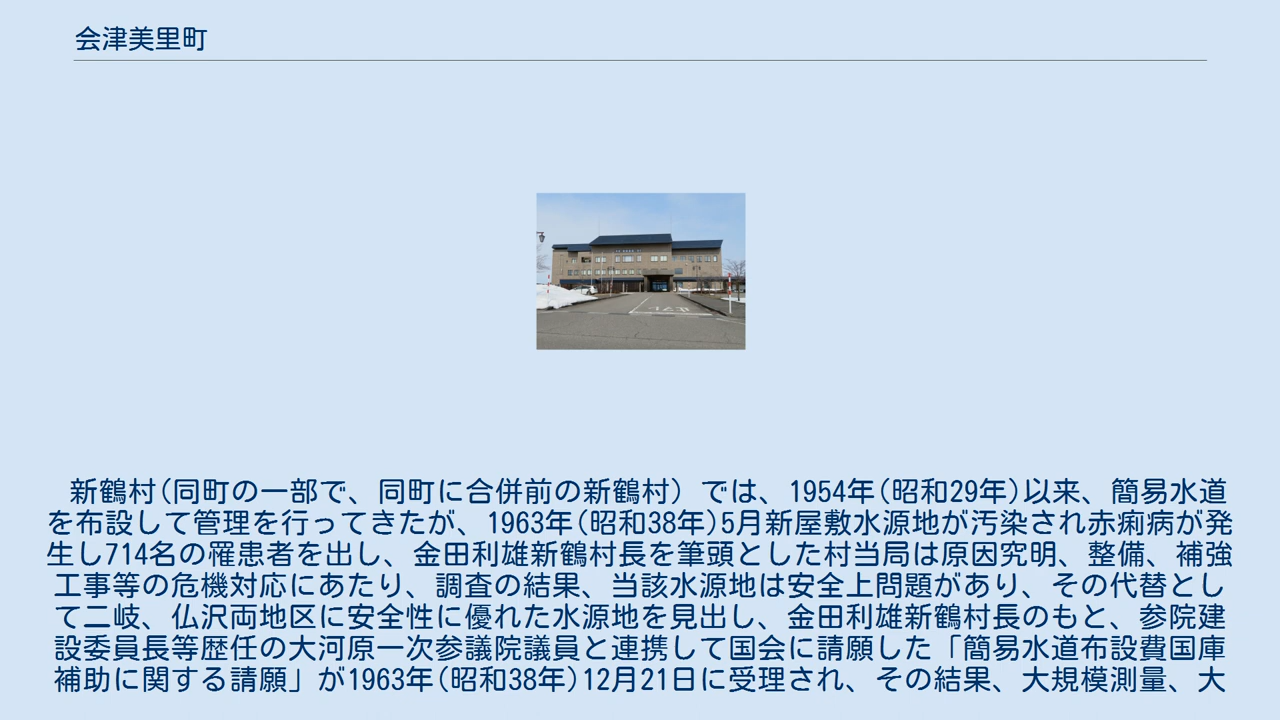 会津美里町
新鶴村(同町の一部で、同町に合併前の新鶴村) では、1954年(昭和29年)以来、簡易水道
を布設して管理を行ってきたが、1963年(昭和38年)5月新屋敷水源地が汚染され赤痢病が発
生し714名の罹患者を出し、金田利雄新鶴村長を筆頭とした村当局は原因究明、整備、補強
工事等の危機対応にあたり、調査の結果、当該水源地は安全上問題があり、その代替とし
て二岐、仏沢両地区に安全性に優れた水源地を見出し、金田利雄新鶴村長のもと、参院建
設委員長等歴任の大河原一次参議院議員と連携して国会に請願した「簡易水道布設費国庫
補助に関する請願」が1963年(昭和38年)12月21日に受理され、その結果、大規模測量、大